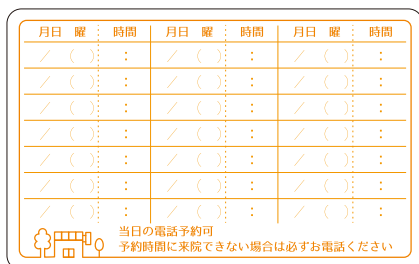 月日 曜 時間 月日 曜 時間 月日 曜 時間
／ （ ） ： ／ （ ） ： ／ （ ） ：
／ （ ） ： ／ （ ） ： ／ （ ） ：
／ （ ） ： ／ （ ） ： ／ （ ） ：
／ （ ） ： ／ （ ） ： ／ （ ） ：
／ （ ） ： ／ （ ） ： ／ （ ） ：
／ （ ） ： ／ （ ） ： ／ （ ） ：
／ （ ） ： ／ （ ） ： ／ （ ） ：
当日の電話予約可
予約時間に来院できない場合は必ずお電話ください